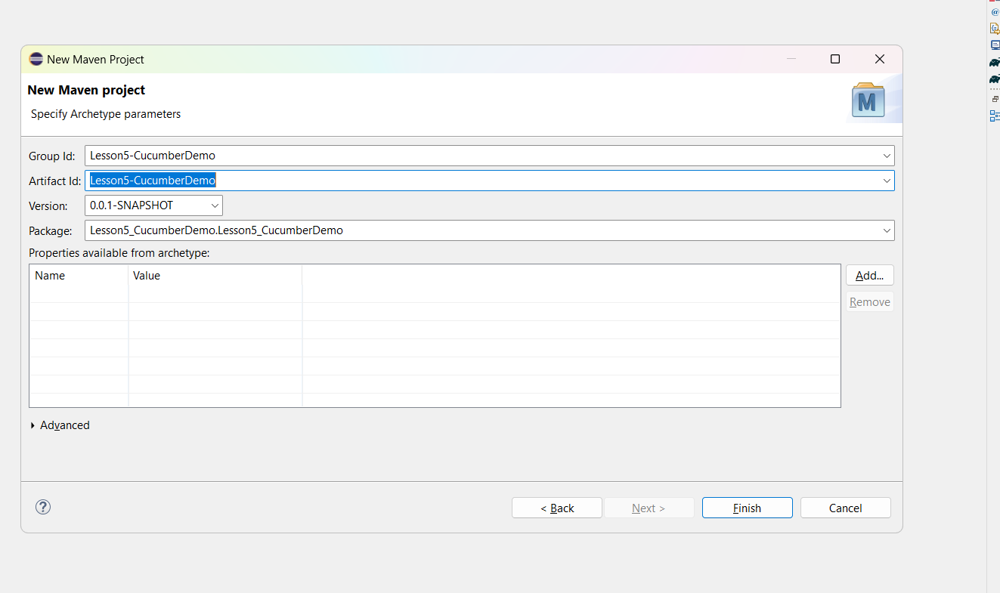 New Maven Project
New Maven project
Specify Archetype parameters
Group Id: Lesson5-CucumberDemo
Artifact Id: Lesson5-CucumberDemo
Version: 0.0.1-SNAPSHOT
Package: Lesson5_CucumberDemo.Lesson5_CucumberDemo
Properties available from archetype:
Name Value
Add...
Remove
Advanced
< Back Next > Finish Cancel